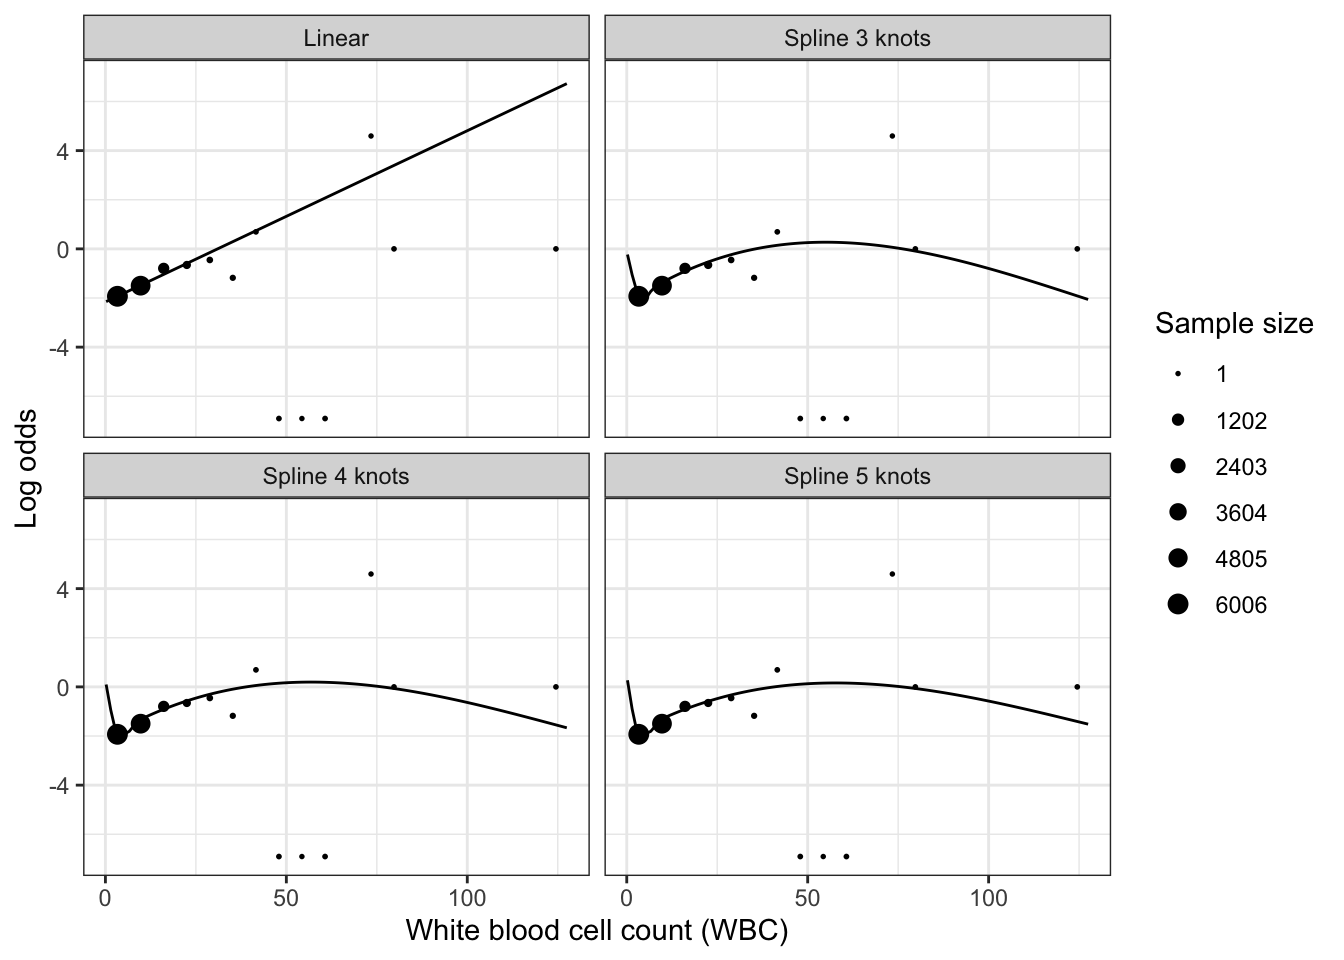 Linear
Spline 3 knots
4
0
-4
Spline 4 knots
Spline 5 knots
4
0
-4
0
50
100
0
50
100
White blood cell count (WBC)
Log odds
Sample size
1
1202
2403
3604
4805
6006